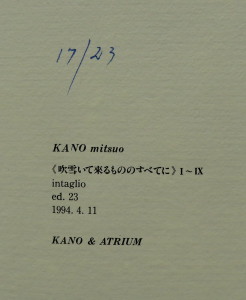 17/23
KANO mitsuo
《吹雪いて来るもののすべてに》I~IX
intaglio
ed. 23
1994. 4. 11
KANO & ATRIUM